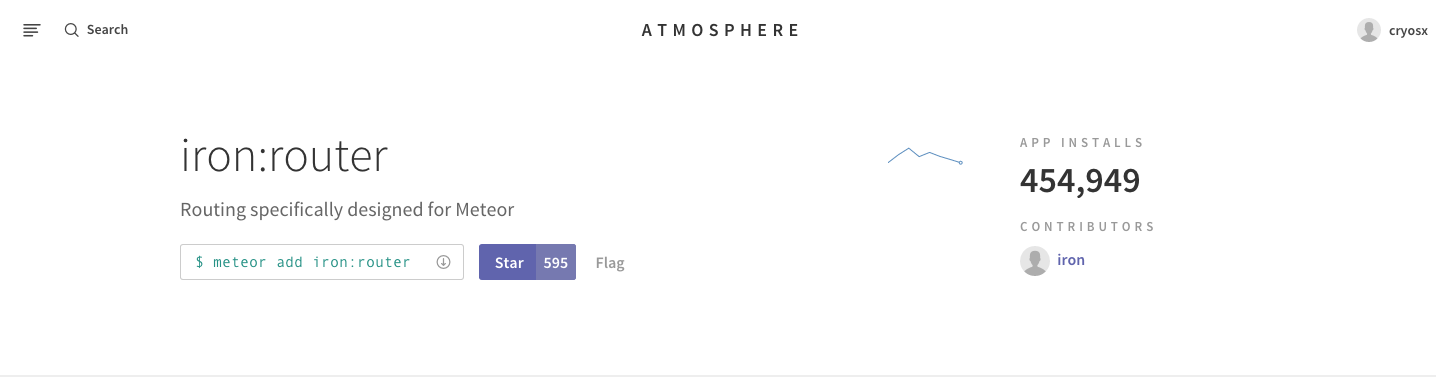 Search
ATMOSPHERE
cryosx
iron:router
Routing specifically designed for Meteor
$ meteor add iron:router
Star 595
Flag
APP INSTALLS
454,949
CONTRIBUTORS
iron